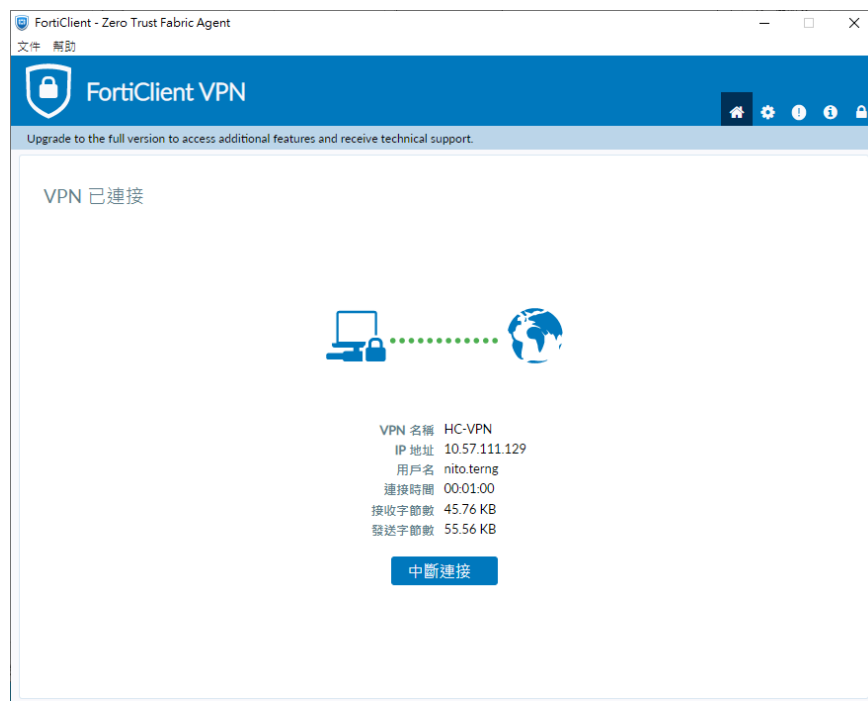 FortiClient - Zero Trust Fabric Agent
文件 幫助
FortiClient VPN
Upgrade to the full version to access additional features and receive technical support.
VPN 已連接
VPN 名稱 HC-VPN
IP 地址 10.57.111.129
用戶名 nito.terng
連接時間 00:01:00
接收字節數 45.76 KB
發送字節數 55.56 KB
中斷連接